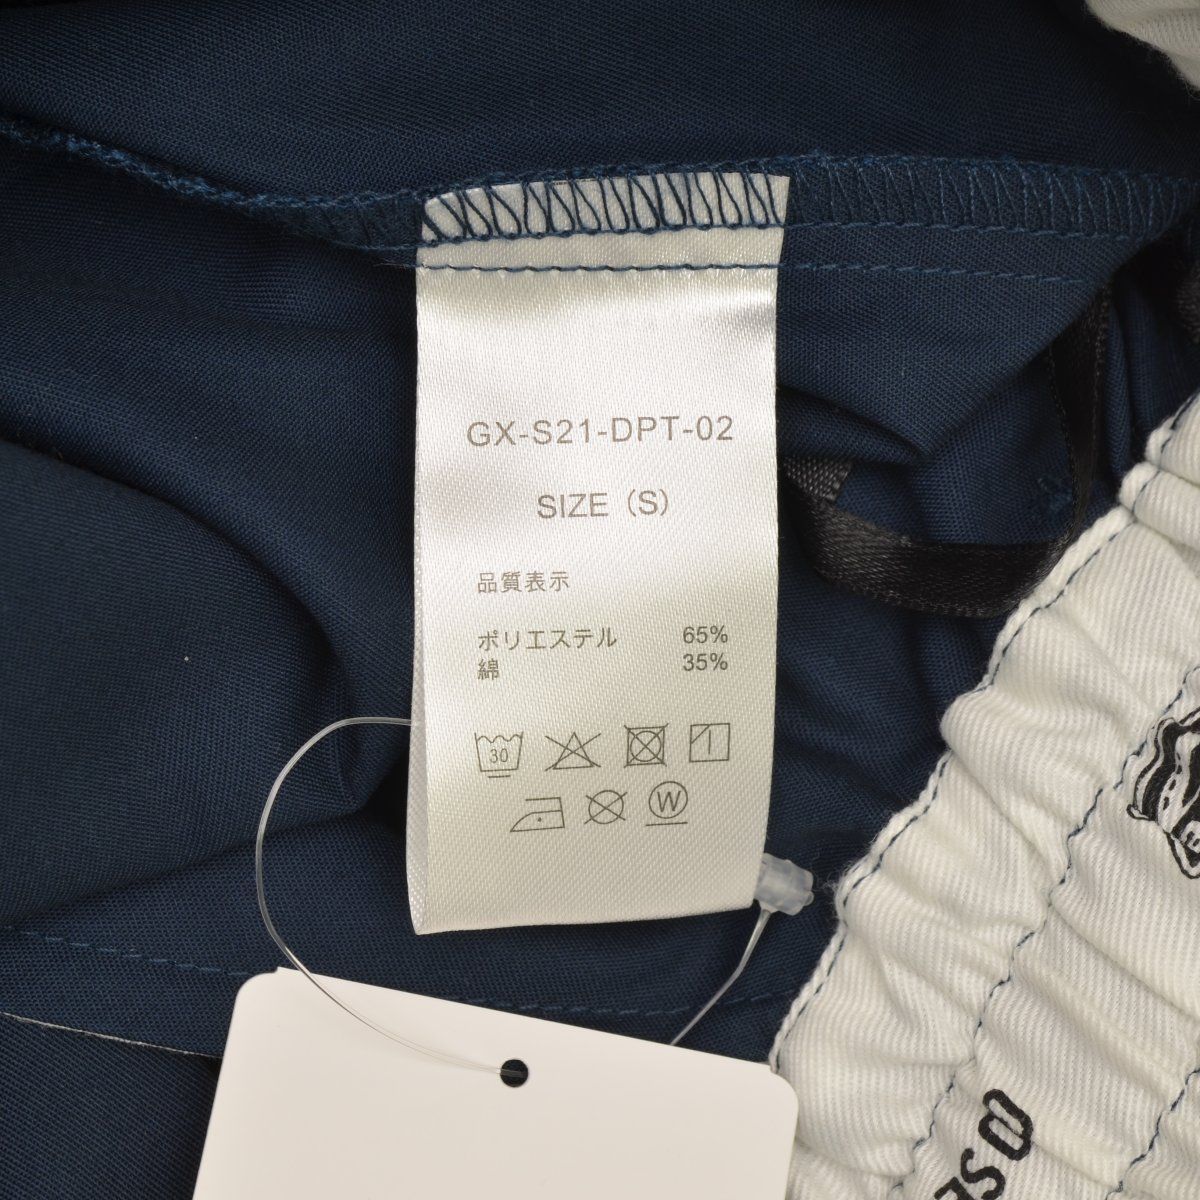 GX-S21-DPT-02
SIZE (S)
品質表示
ポリエステル 65%
綿 35%
30
W